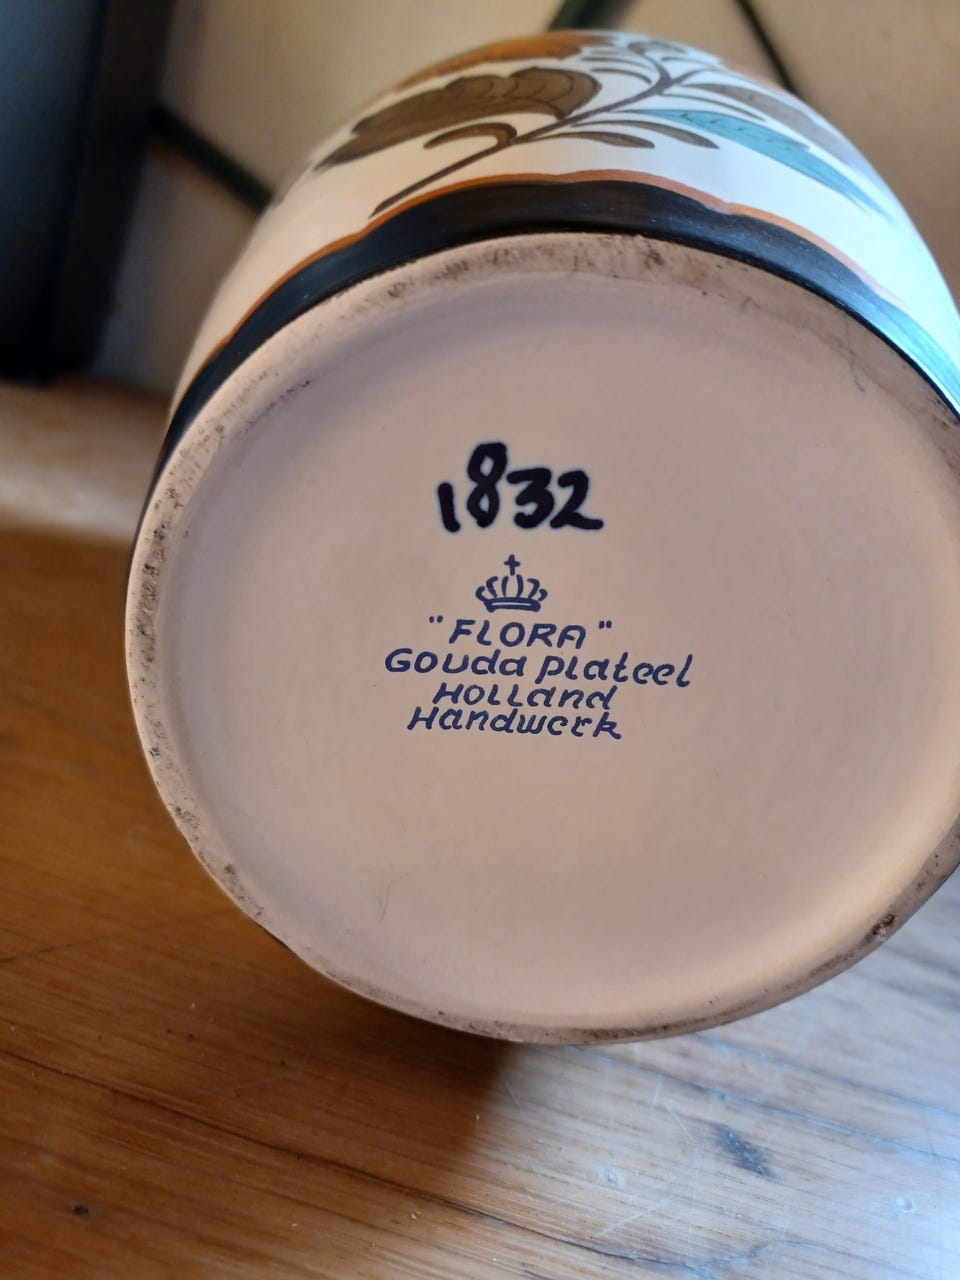 1832
"FLORA"
Gouda plateel
HOLLAND
Handwerk